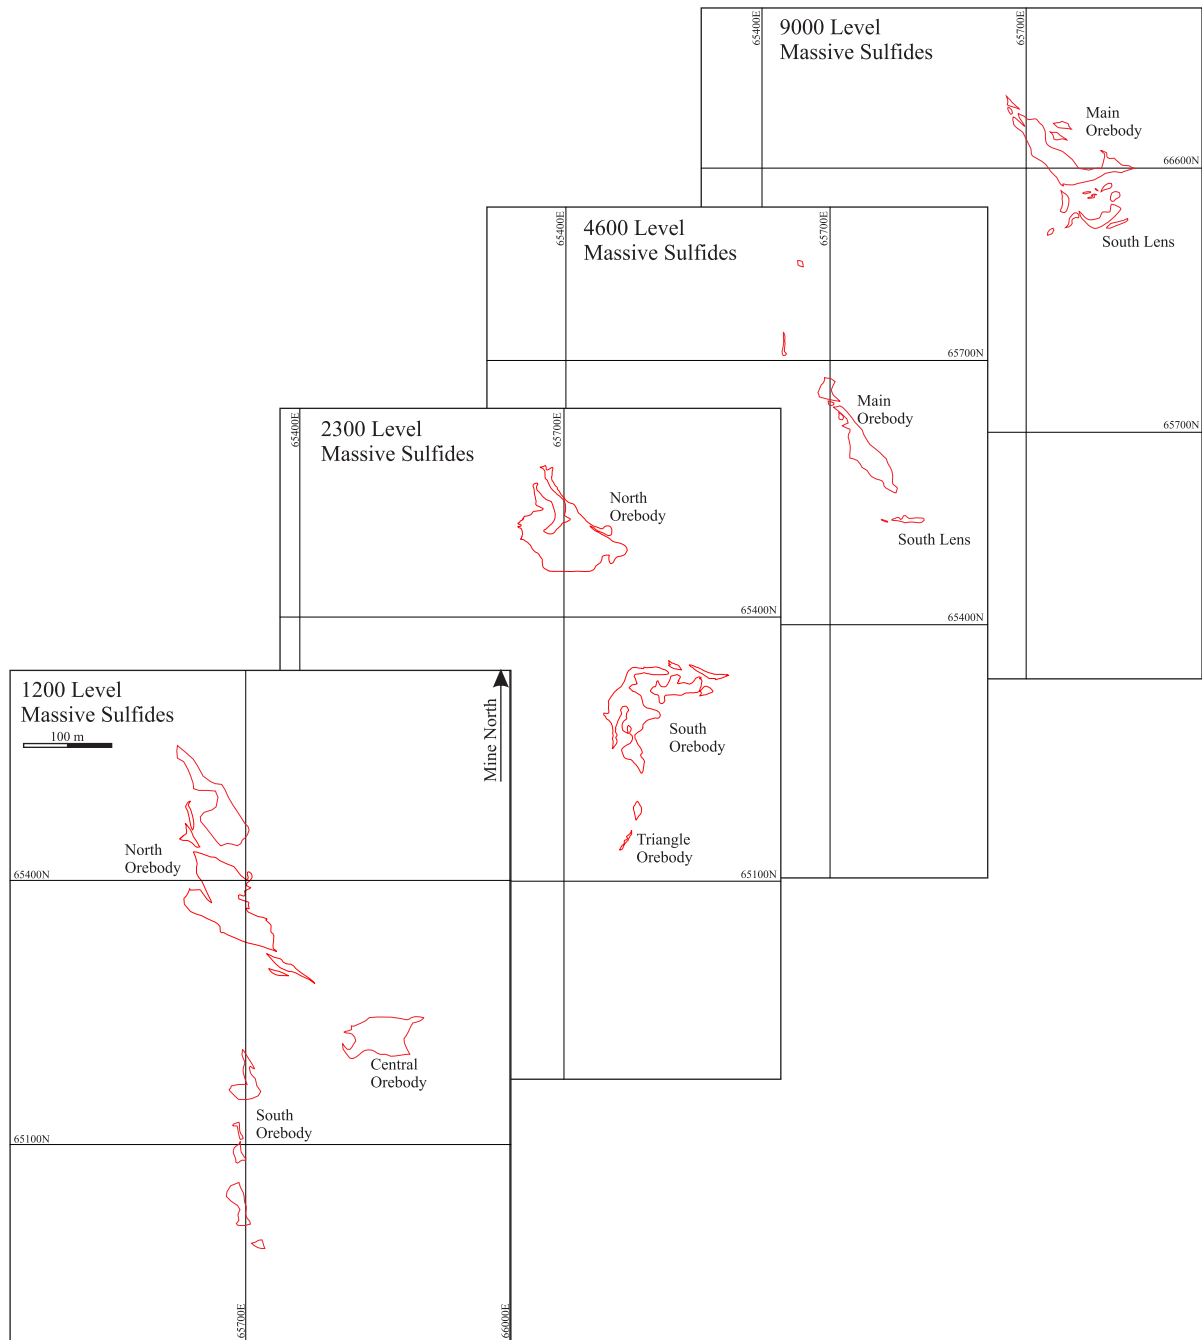 9000 Level
Massive Sulfides
65400E
65700E
Main
Orebody
66600N
South Lens
65700N
4600 Level
Massive Sulfides
65400E
65700E
65700N
Main
Orebody
South Lens
65400N
2300 Level
Massive Sulfides
65400E
65700E
North
Orebody
65400N
South
Orebody
Triangle
Orebody
65100N
1200 Level
Massive Sulfides
100 m
Mine North
North
Orebody
65400N
Central
Orebody
South
Orebody
65100N
65700E
66000E